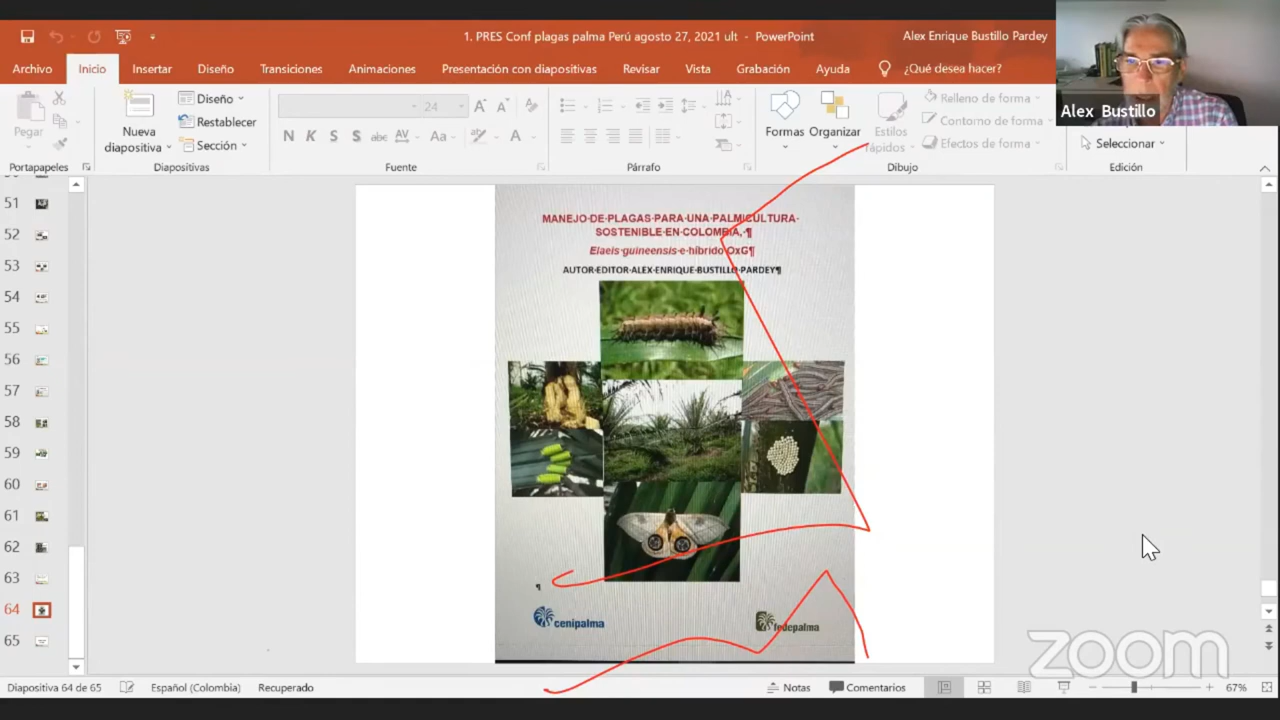 1. PRES Conf plagas palma Perú agosto 27, 2021 ult - PowerPoint
Alex Enrique Bustillo Pardey
Archivo Inicio Insertar Diseño Transiciones Animaciones Presentación con diapositivas Revisar Vista Grabación Ayuda ¿Qué desea hacer?
Alex Bustillo
Pegar
Nueva diapositiva
Diseño
Restablecer
Sección
24
N K S S abc AV Aa A
Formas
Organizar
Estilos rápidos
Relleno de forma
Contorno de forma
Efectos de forma
Seleccionar
Portapapeles Diapositivas Fuente Párrafo Dibujo Edición
51
52
53
54
55
56
57
58
59
60
61
62
63
64
65
MANEJO·DE·PLAGAS·PARA·UNA·PALMICULTURA·
SOSTENIBLE·EN·COLOMBIA,·¶
Elaeis·guineensis·e·híbrido·OxG¶
AUTOR·EDITOR·ALEX·ENRIQUE·BUSTILLO·PARDEY¶
¶
cenipalma
fedepalma
zoom
Diapositiva 64 de 65 Español (Colombia) Recuperado Notas Comentarios 67%